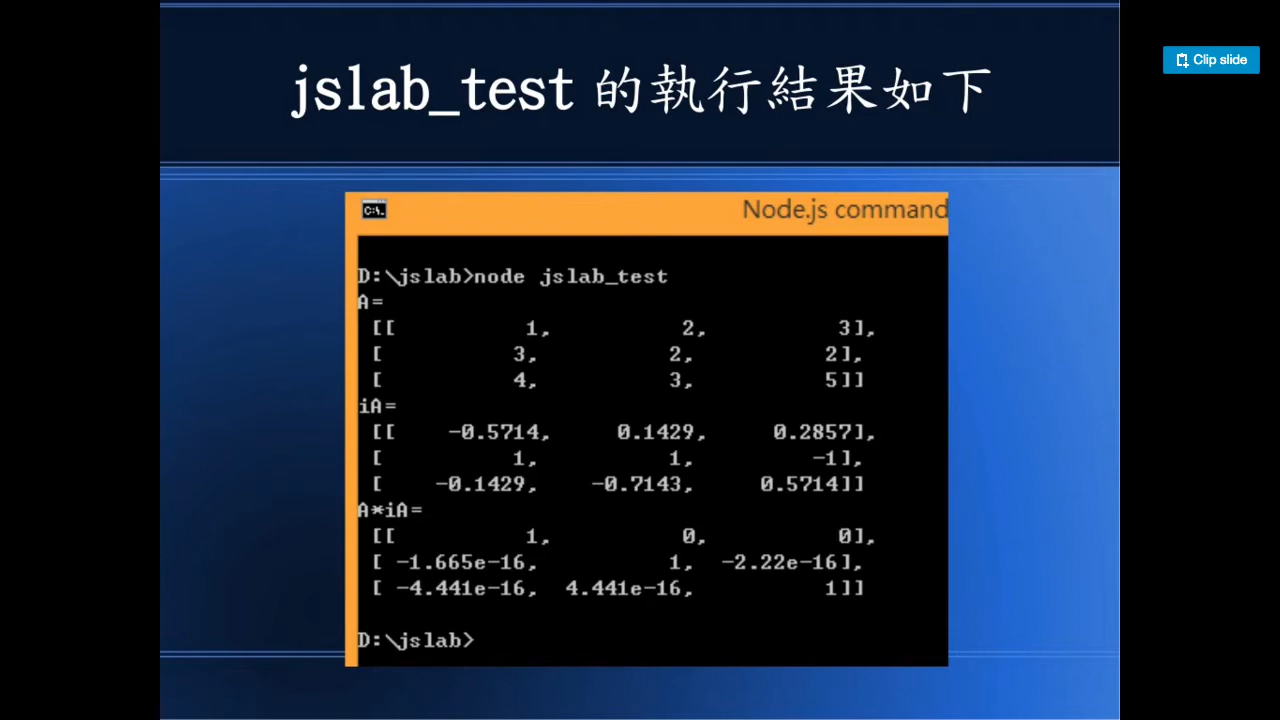 jslab_test 的執行結果如下
Clip slide
C:\.
Node.js command
D:\jslab>node jslab_test
A=
[[ 1, 2, 3],
[ 3, 2, 2],
[ 4, 3, 5]]
iA=
[[ -0.5714, 0.1429, 0.2857],
[ 1, 1, -1],
[ -0.1429, -0.7143, 0.5714]]
A*iA=
[[ 1, 0, 0],
[ -1.665e-16, 1, -2.22e-16],
[ -4.441e-16, 4.441e-16, 1]]
D:\jslab>